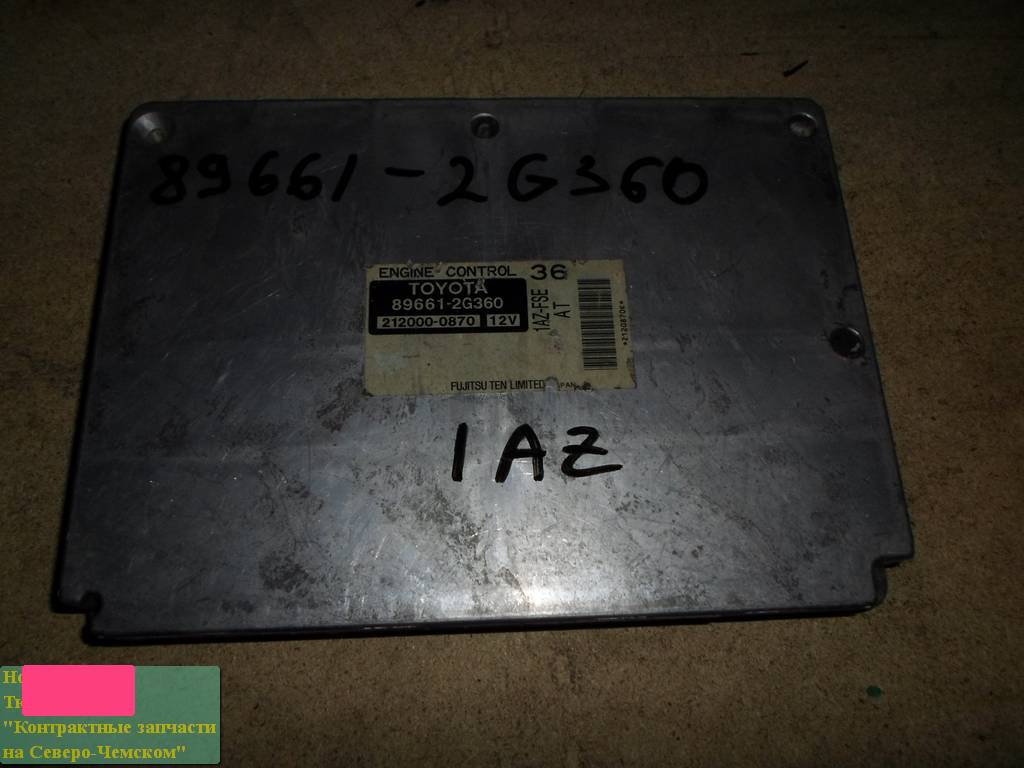 89661-2G360
ENGINE CONTROL 36
TOYOTA
89661-2G360
212000-0870 12V
1AZ-FSE
AT
*2120870K*
FUJITSU TEN LIMITED
1AZ
"Контрактные запчасти
на Северо-Чемском"